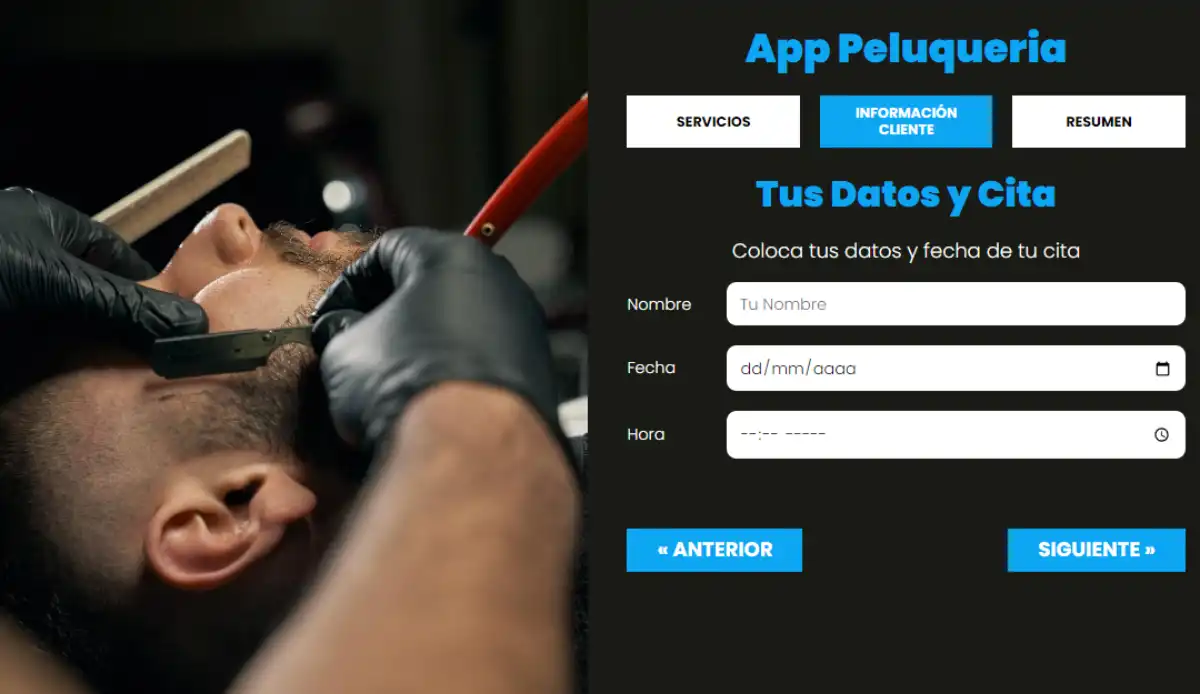 App Peluqueria
SERVICIOS
INFORMACIÓN
CLIENTE
RESUMEN
Tus Datos y Cita
Coloca tus datos y fecha de tu cita
Nombre
Tu Nombre
Fecha
dd/mm/aaaa
Hora
--:-- -----
« ANTERIOR
SIGUIENTE »